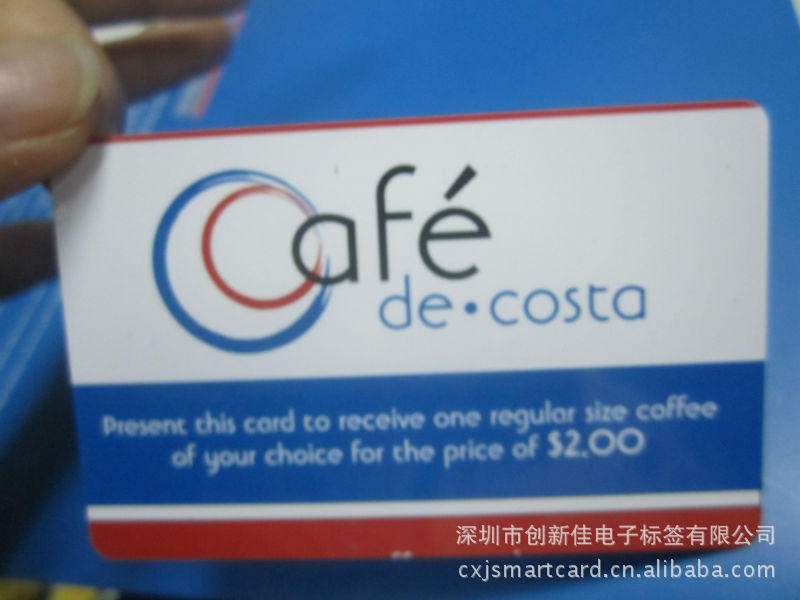 Café
de•costa
Present this card to receive one regular size coffee
of your choice for the price of $2.00
深圳市创新佳电子标签有限公司
cxjsmartcard.cn.alibaba.com